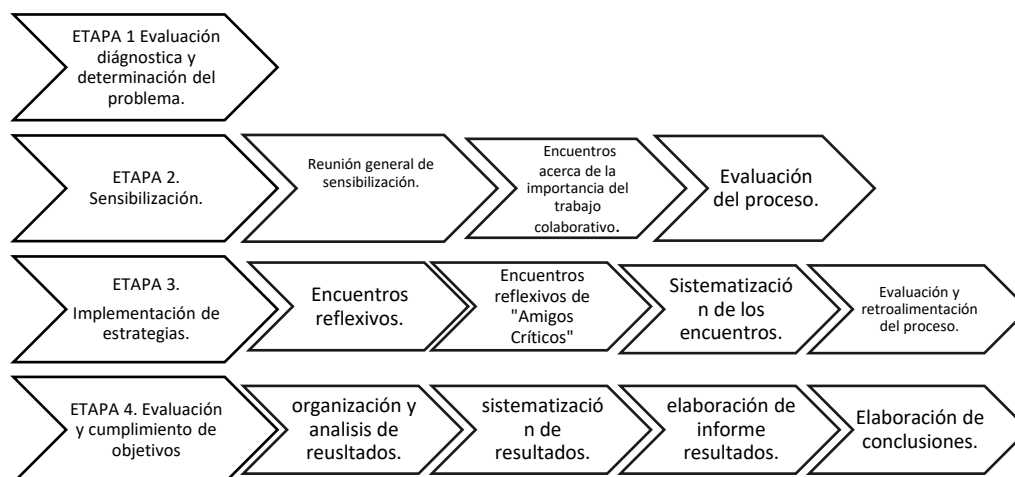 ETAPA 1 Evaluación
diágnostica y
determinación del
problema.
ETAPA 2.
Sensibilización.
Reunión general de
sensibilización.
Encuentros
acerca de la
importancia del
trabajo
colaborativo.
Evaluación
del proceso.
ETAPA 3.
Implementación de
estrategias.
Encuentros
reflexivos.
Encuentros
reflexivos de
"Amigos
Críticos"
Sistematizació
n de los
encuentros.
Evaluación y
retroalimentación
del proceso.
ETAPA 4. Evaluación
y cumplimiento de
objetivos
organización y
analisis de
reusltados.
sistematizació
n de
resultados.
elaboración de
informe
resultados.
Elaboración de
conclusiones.